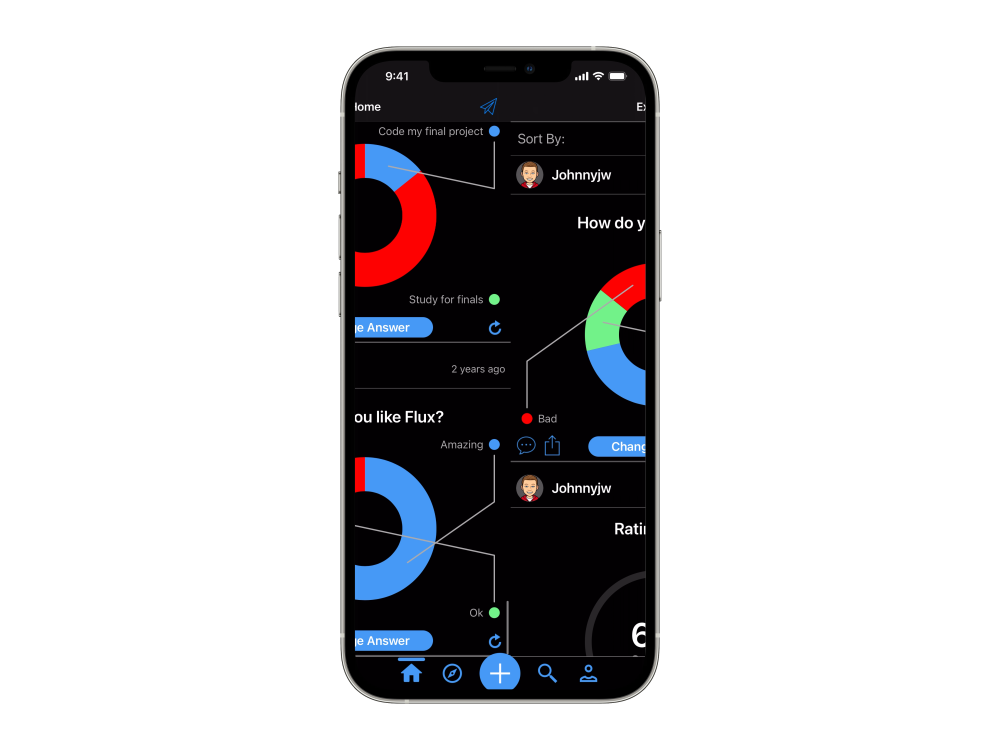 9:41
Home
Ex
Code my final project
Sort By:
Johnnyjw
How do y
Study for finals
ge Answer
2 years ago
ou like Flux?
Bad
Amazing
Chang
Johnnyjw
Ratin
Ok
6
ge Answer